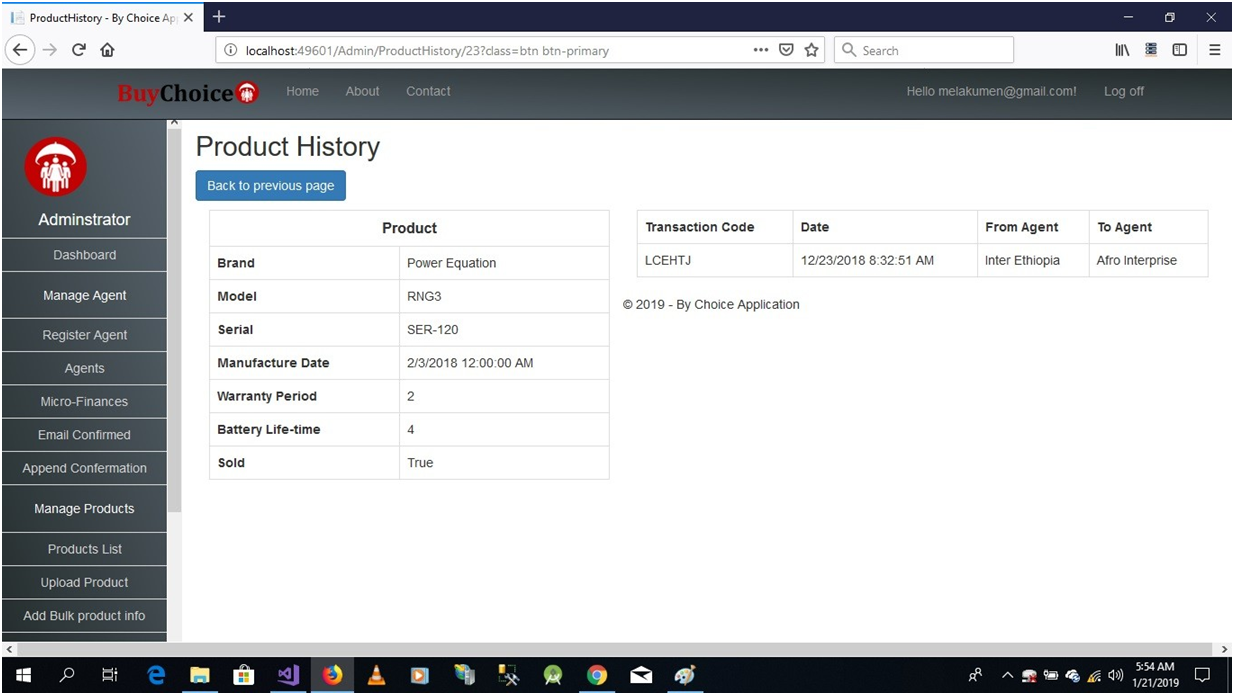 ProductHistory - By Choice Ap
localhost:49601/Admin/ProductHistory/23?class=btn btn-primary
Search
BuyChoice
Home About Contact
Hello melakumen@gmail.com! Log off
Adminstrator
Dashboard
Manage Agent
Register Agent
Agents
Micro-Finances
Email Confirmed
Append Confermation
Manage Products
Products List
Upload Product
Add Bulk product info
Product History
Back to previous page
Product
Brand Power Equation
Model RNG3
Serial SER-120
Manufacture Date 2/3/2018 12:00:00 AM
Warranty Period 2
Battery Life-time 4
Sold True
Transaction Code Date From Agent To Agent
LCEHTJ 12/23/2018 8:32:51 AM Inter Ethiopia Afro Interprise
© 2019 - By Choice Application
5:54 AM
1/21/2019